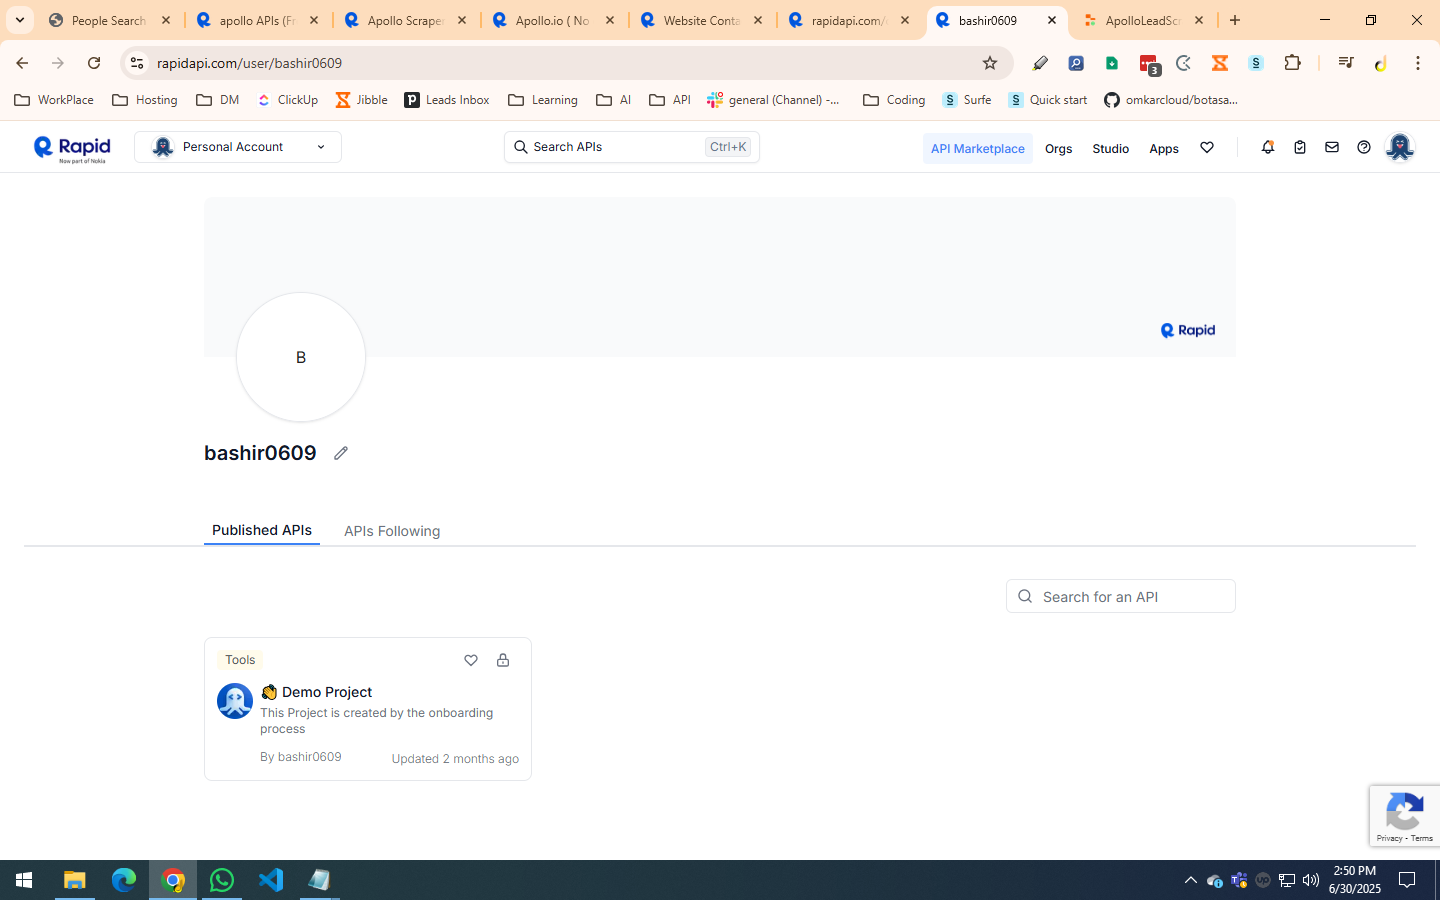 People Search
apollo APIs (Fr
Apollo Scraper
Apollo.io ( No
Website Conta
rapidapi.com/u
bashir0609
ApolloLeadScr
rapidapi.com/user/bashir0609
3
WorkPlace
Hosting
DM
ClickUp
Jibble
Leads Inbox
Learning
AI
API
general (Channel) -...
Coding
Surfe
Quick start
omkarcloud/botasa...
Rapid
Now part of Nokia
Personal Account
Search APIs
Ctrl+K
API Marketplace
Orgs
Studio
Apps
Rapid
B
bashir0609
Published APIs
APIs Following
Search for an API
Tools
Demo Project
This Project is created by the onboarding
process
By bashir0609
Updated 2 months ago
Privacy - Terms
2:50 PM
6/30/2025